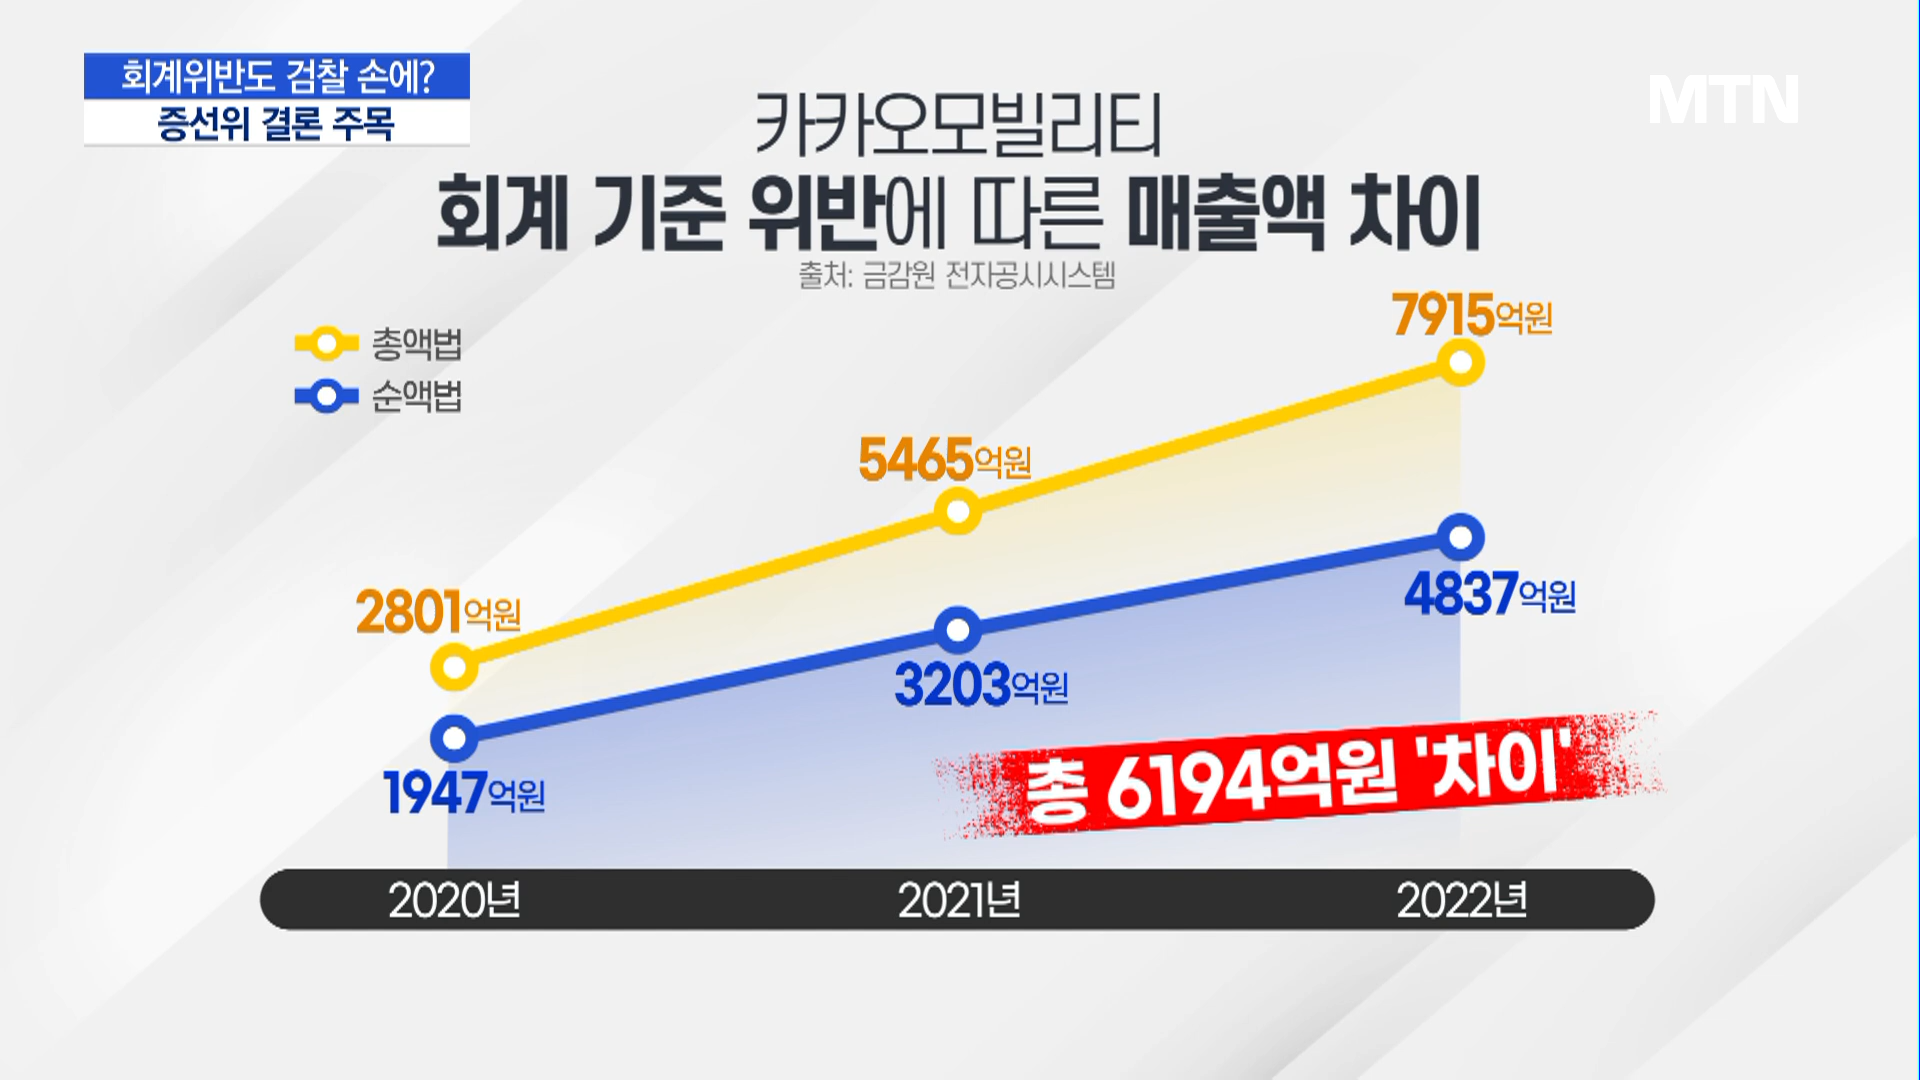 회계위반도 검찰 손에?
증선위 결론 주목
MTN
카카오모빌리티
회계 기준 위반에 따른 매출액 차이
출처: 금감원 전자공시시스템
총액법
순액법
7915억원
5465억원
2801억원
4837억원
3203억원
1947억원
총 6194억원 '차이'
2020년 2021년 2022년